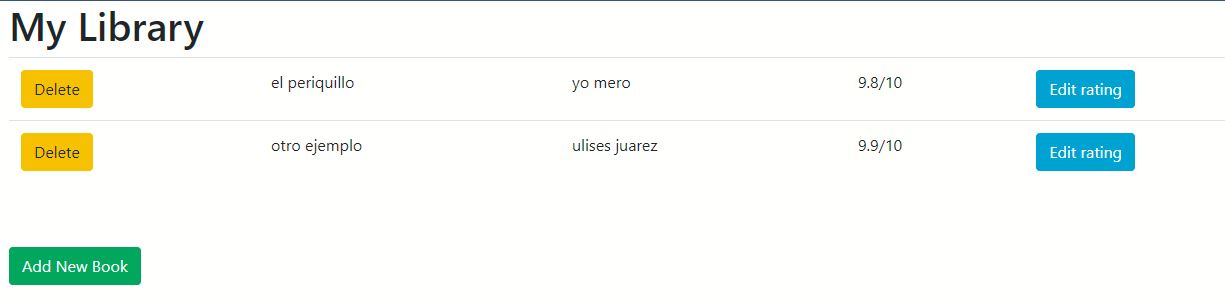 My Library
Delete el periquillo yo mero 9.8/10 Edit rating
Delete otro ejemplo ulises juarez 9.9/10 Edit rating
Add New Book